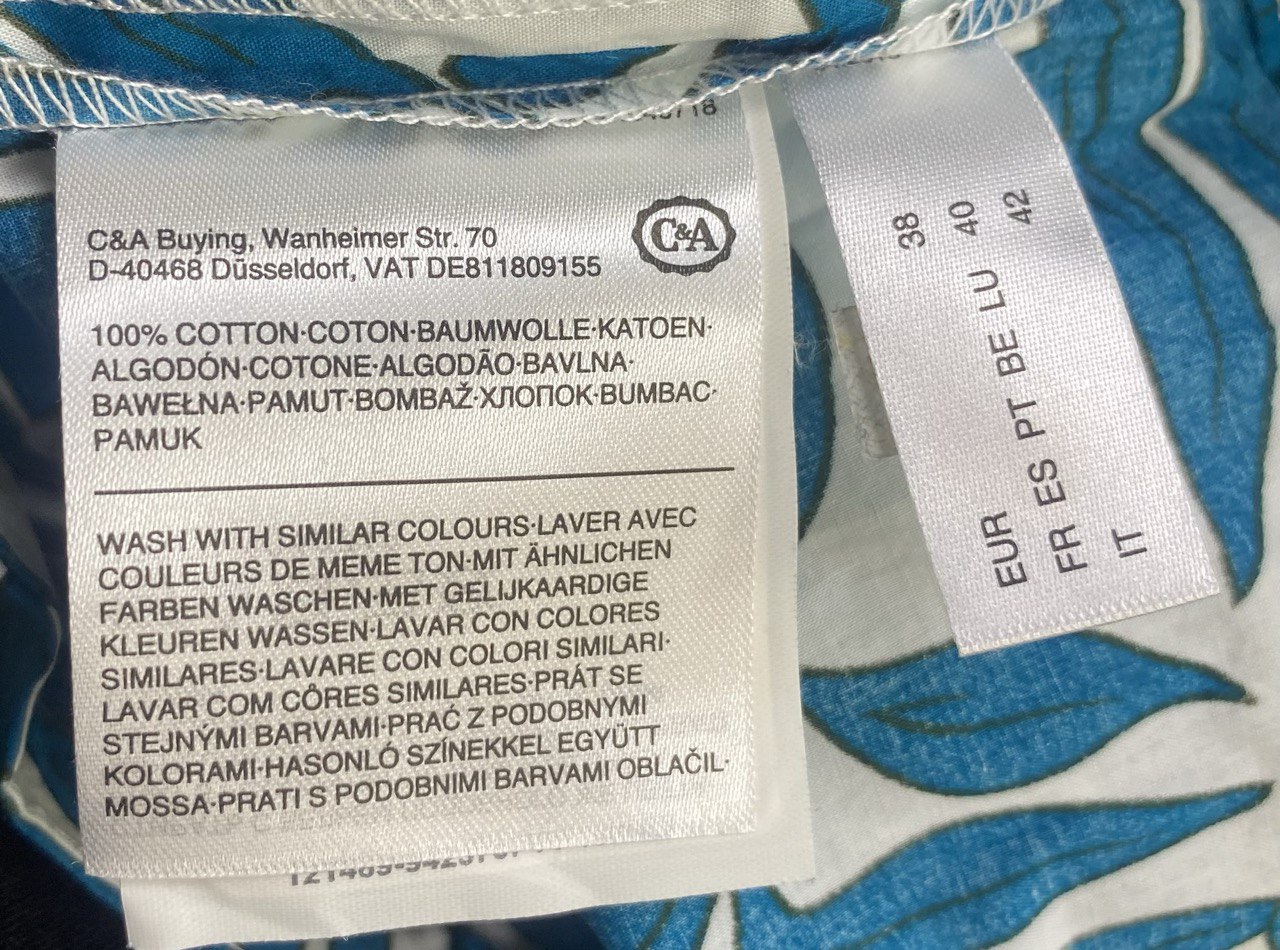 C&A Buying, Wanheimer Str. 70
D-40468 Düsseldorf, VAT DE811809155
C&A
100% COTTON·COTON·BAUMWOLLE·KATOEN·
ALGODÓN·COTONE·ALGODÃO·BAVLNA·
BAWEŁNA·PAMUT·BOMBAŽ·ХЛОПОК·BUMBAC·
PAMUK
WASH WITH SIMILAR COLOURS·LAVER AVEC
COULEURS DE MEME TON·MIT ÄHNLICHEN
FARBEN WASCHEN·MET GELIJKAARDIGE
KLEUREN WASSEN·LAVAR CON COLORES
SIMILARES·LAVARE CON COLORI SIMILARI·
LAVAR COM CÔRES SIMILARES·PRÁT SE
STEJNÝMI BARVAMI·PRAĆ Z PODOBNYMI
KOLORAMI·HASONLÓ SZÍNEKKEL EGYÜTT
MOSSA·PRATI S PODOBNIMI BARVAMI OBLAČIL·
EUR 38
FR ES PT BE LU 40
IT 42